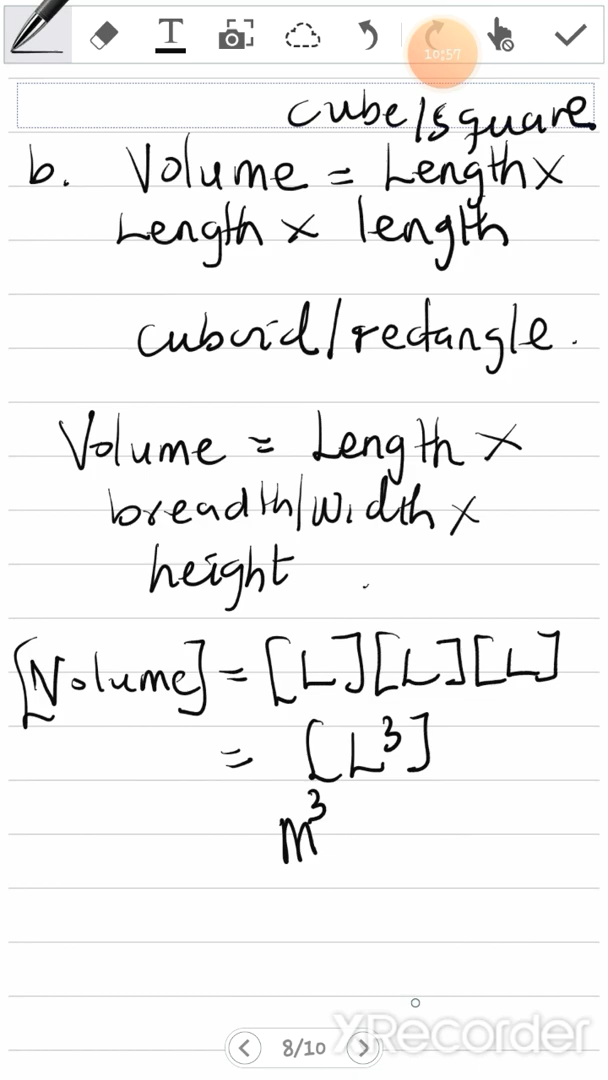 T
10:57
cube/square
b. Volume = Length x
Length x length
cuboid/rectangle.
Volume = Length x
breadth/width x
height.
[Volume] = [L][L][L]
= [L³]
m³
8/10
XRecorder